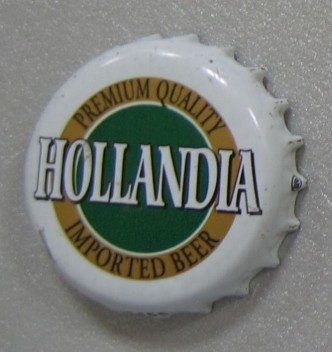 PREMIUM QUALITY
HOLLANDIA
IMPORTED BEER